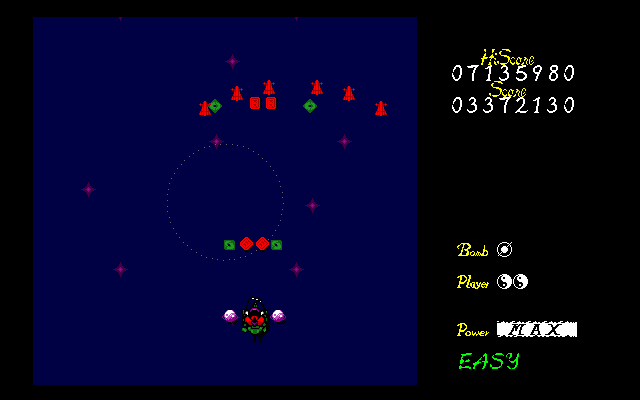 HiScore
07135980
Score
03372130
Bomb
Player
Power MAX
EASY